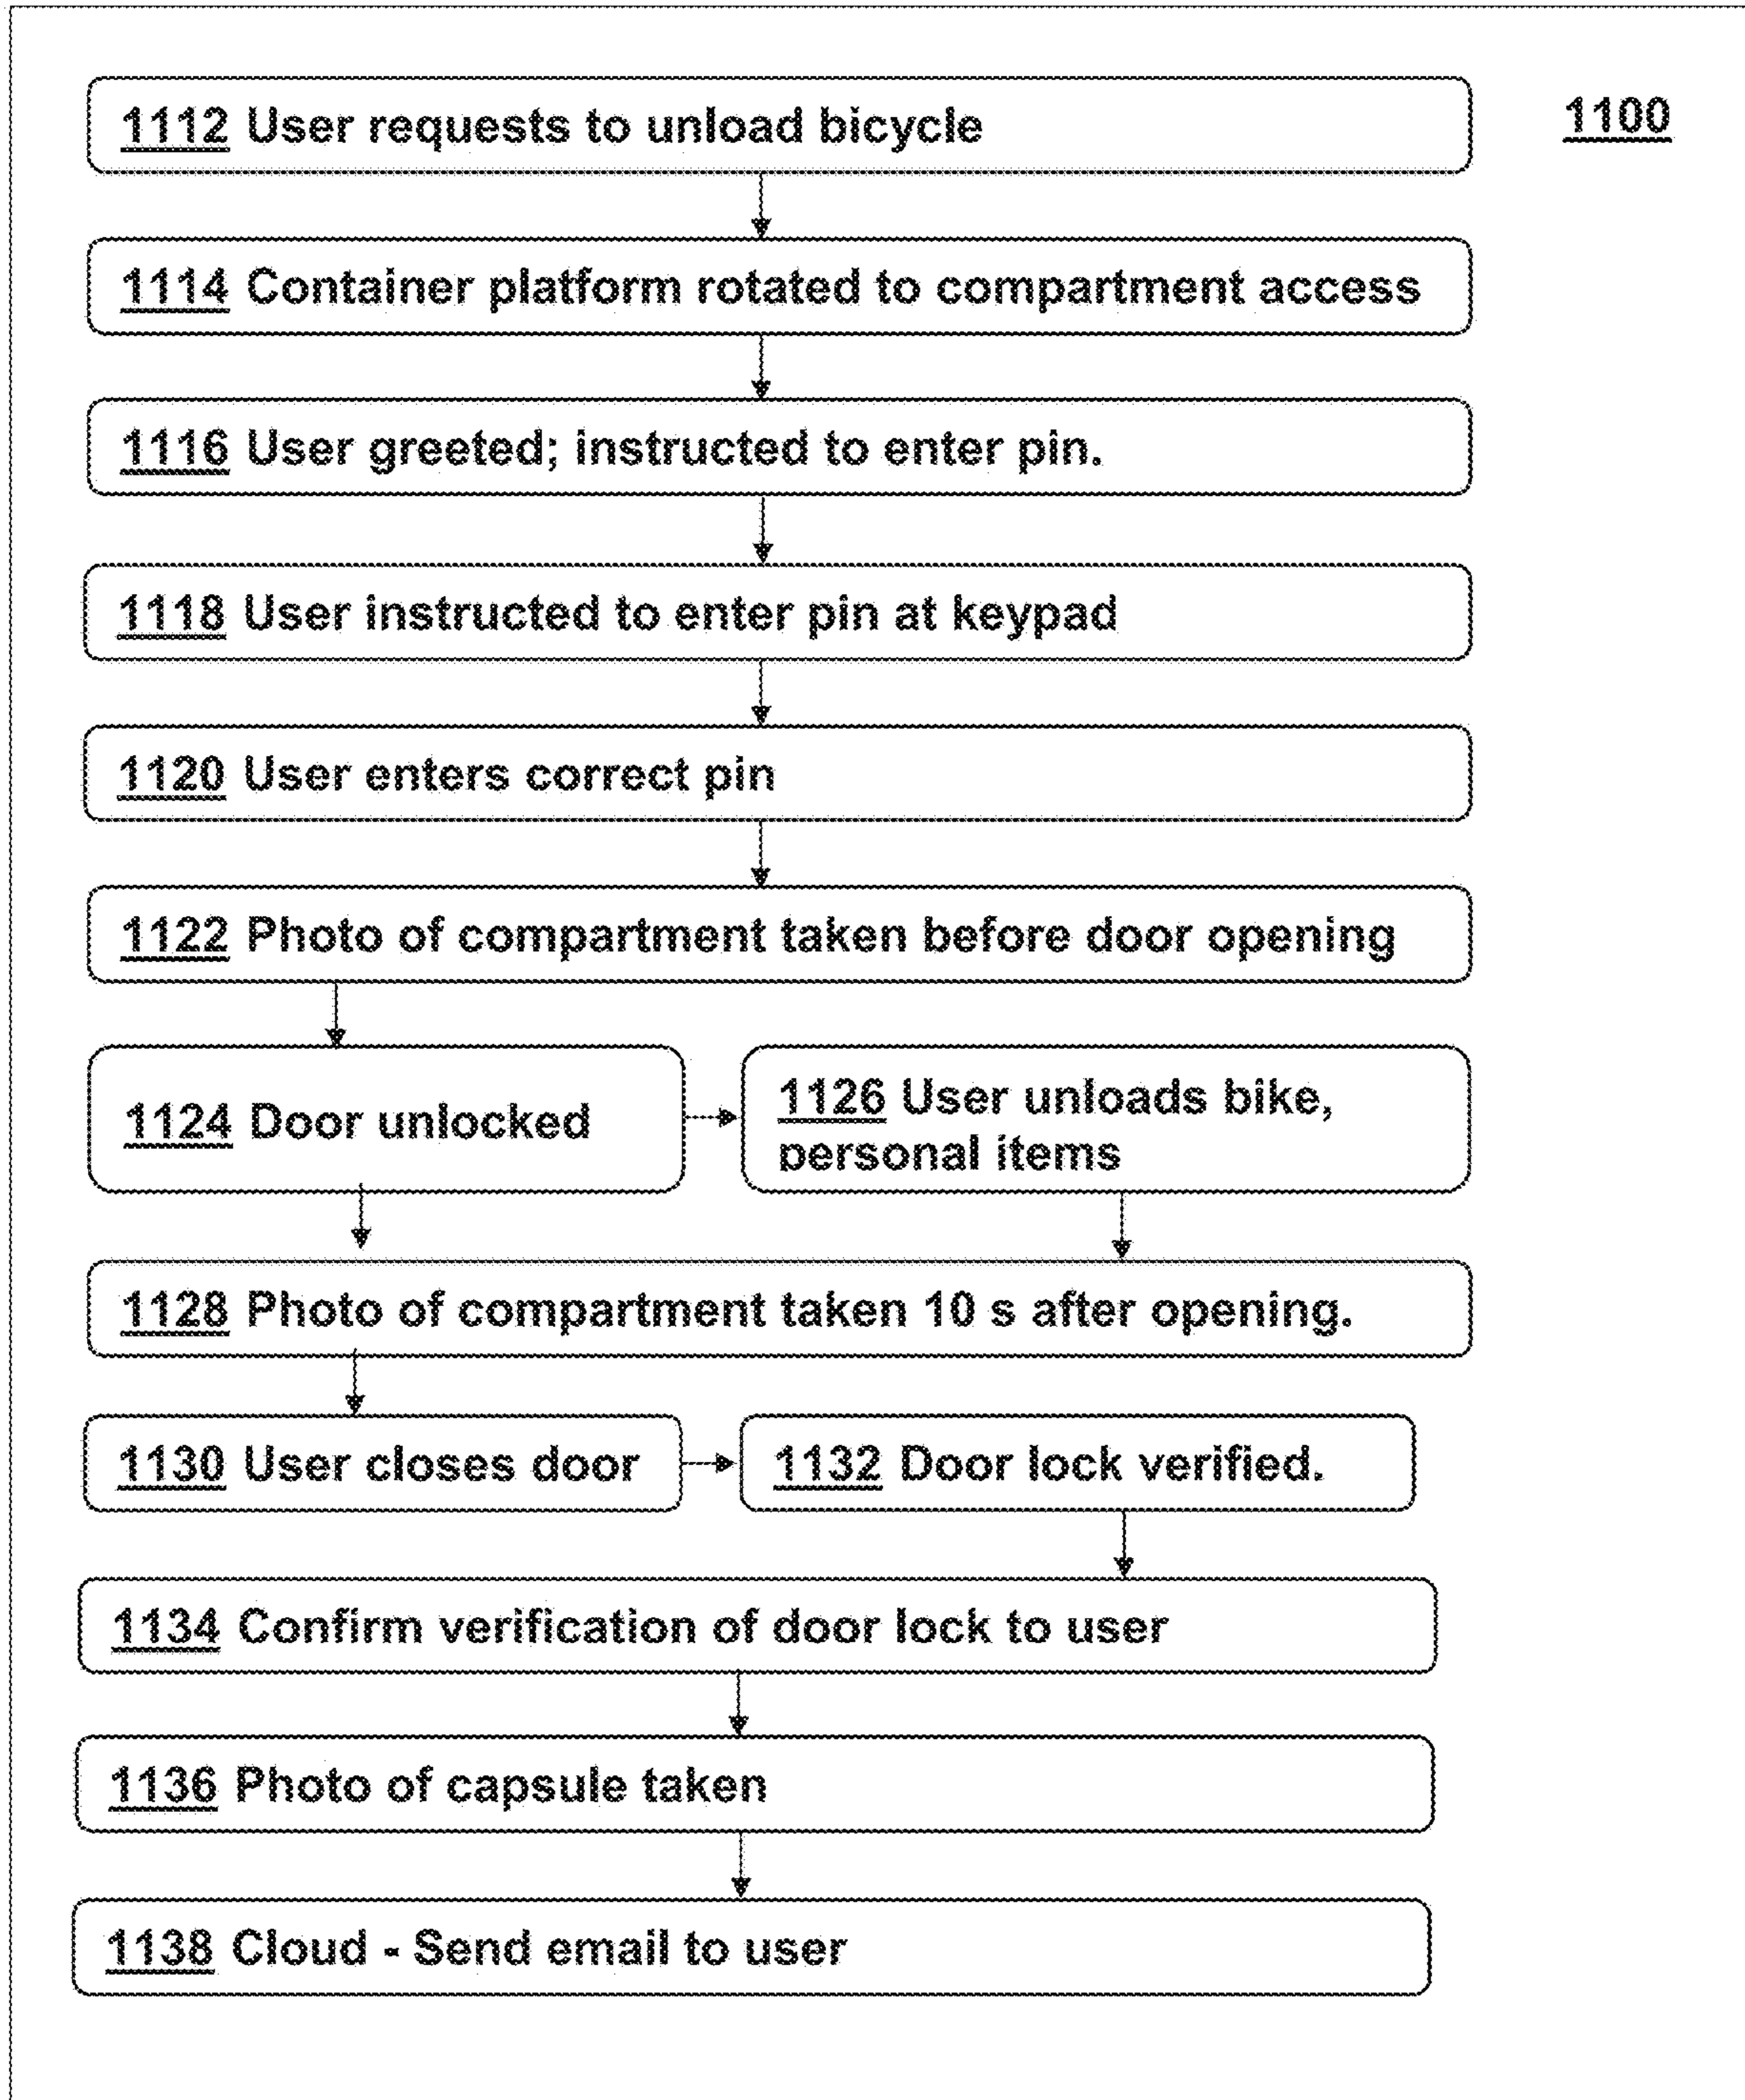 1100
1112 User requests to unload bicycle
1114 Container platform rotated to compartment access
1116 User greeted; instructed to enter pin.
1118 User instructed to enter pin at keypad
1120 User enters correct pin
1122 Photo of compartment taken before door opening
1124 Door unlocked
1126 User unloads bike,
personal items
1128 Photo of compartment taken 10 s after opening.
1130 User closes door
1132 Door lock verified.
1134 Confirm verification of door lock to user
1136 Photo of capsule taken
1138 Cloud - Send email to user